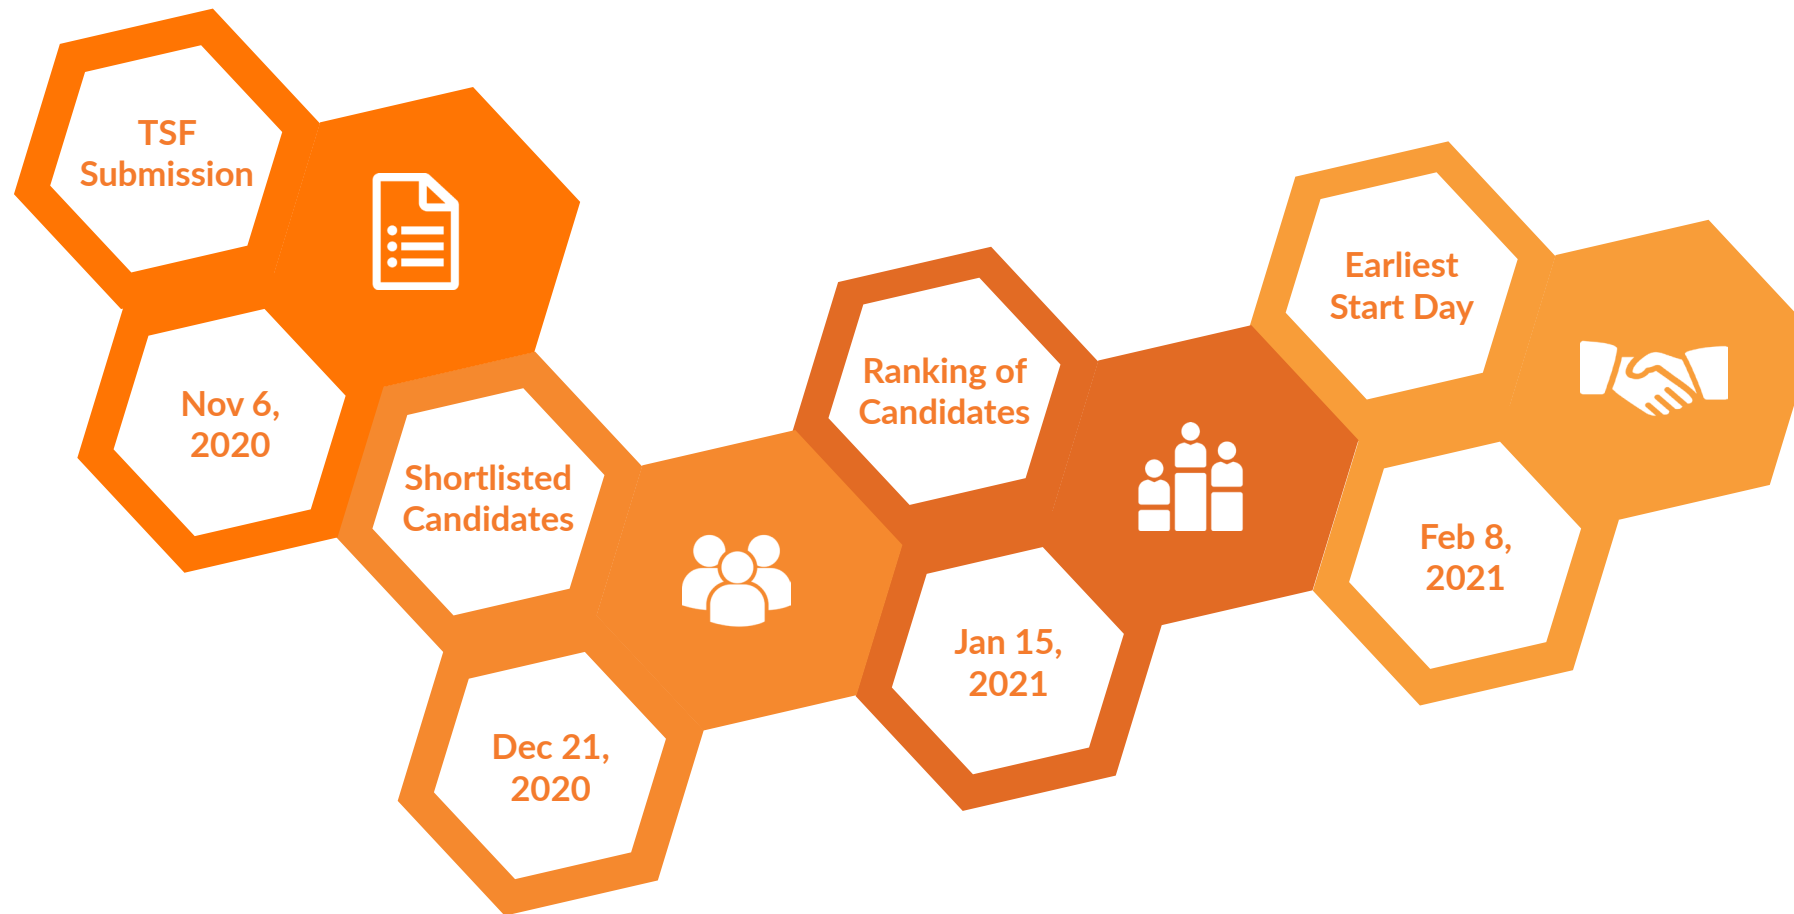 TSF
Submission
Nov 6,
2020
Shortlisted
Candidates
Dec 21,
2020
Ranking of
Candidates
Jan 15,
2021
Earliest
Start Day
Feb 8,
2021